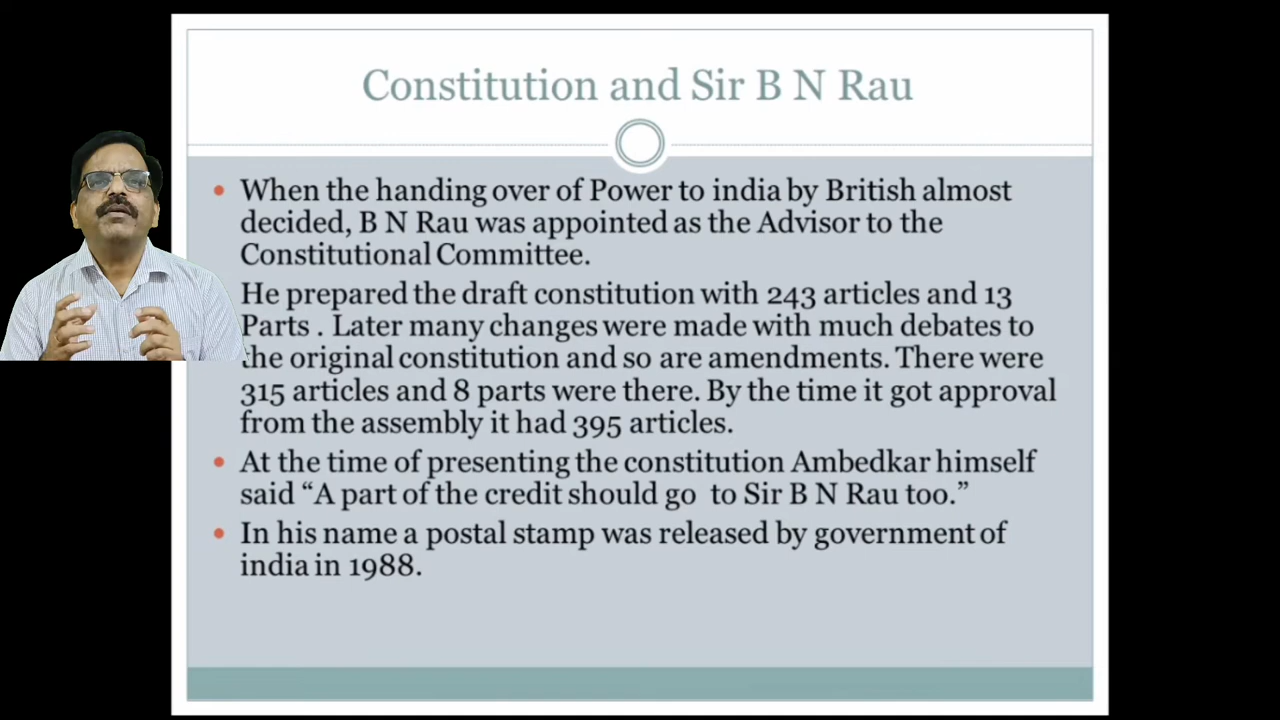 Constitution and Sir B N Rau
When the handing over of Power to india by British almost
decided, B N Rau was appointed as the Advisor to the
Constitutional Committee.
He prepared the draft constitution with 243 articles and 13
Parts . Later many changes were made with much debates to
the original constitution and so are amendments. There were
315 articles and 8 parts were there. By the time it got approval
from the assembly it had 395 articles.
At the time of presenting the constitution Ambedkar himself
said “A part of the credit should go  to Sir B N Rau too.”
In his name a postal stamp was released by government of
india in 1988.